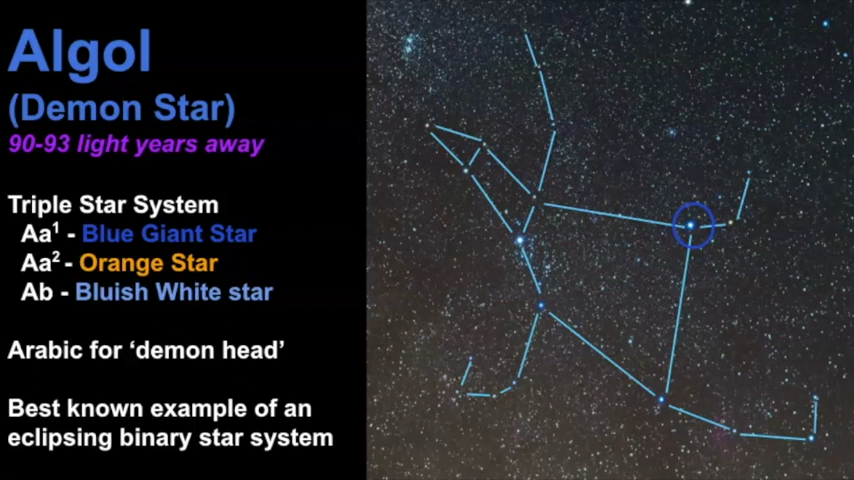 Algol
(Demon Star)
90-93 light years away
Triple Star System
Aa¹ - Blue Giant Star
Aa² - Orange Star
Ab - Bluish White star
Arabic for ‘demon head’
Best known example of an
eclipsing binary star system